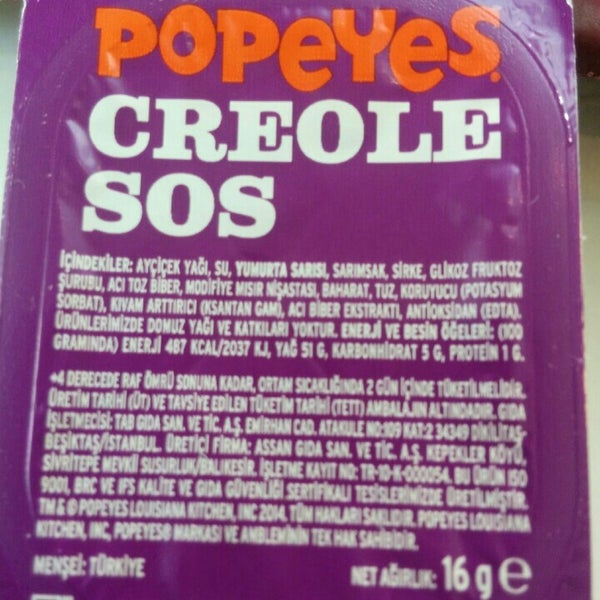 POPEYES
CREOLE
SOS
İÇİNDEKİLER: AYÇİÇEK YAĞI, SU, YUMURTA SARISI, SARIMSAK, SİRKE, GLİKOZ FRUKTOZ
ŞURUBU, ACI TOZ BİBER, MODİFİYE MISIR NİŞASTASI, BAHARAT, TUZ, KORUYUCU (POTASYUM
SORBAT), KIVAM ARTTIRICI (KSANTAN GAM), ACI BİBER EKSTRAKTI, ANTİOKSİDAN (EDTA).
ÜRÜNLERİMİZDE DOMUZ YAĞI VE KATKILARI YOKTUR. ENERJİ VE BESİN ÖĞELERİ: (100
GRAMINDA) ENERJİ 487 KCAL/2037 KJ, YAĞ 51 G, KARBONHİDRAT 5 G, PROTEİN 1 G.
+4 DERECEDE RAF ÖMRÜ SONUNA KADAR, ORTAM SICAKLIĞINDA 2 GÜN İÇİNDE TÜKETİLMELİDİR.
ÜRETİM TARİHİ (ÜT) VE TAVSİYE EDİLEN TÜKETİM TARİHİ (TETT) AMBALAJIN ALTINDADIR. GIDA
İŞLETMECİSİ: TAB GIDA SAN. VE TİC. A.Ş. EMİRHAN CAD. ATAKULE NO:109 KAT:2 34349 DİKİLİTAŞ-
BEŞİKTAŞ/İSTANBUL. ÜRETİCİ FİRMA: ASSAN GIDA SAN. VE TİC. A.Ş. KEPEKLER KÖYÜ,
SİVRİTEPE MEVKİİ SUSURLUK/BALIKESİR. İŞLETME KAYIT NO: TR-10-K-000054. BU ÜRÜN ISO
9001, BRC VE IFS KALİTE VE GIDA GÜVENLİĞİ SERTİFİKALI TESİSLERİMİZDE ÜRETİLMİŞTİR.
TM & © POPEYES LOUISIANA KITCHEN, INC 2014. TÜM HAKLARI SAKLIDIR. POPEYES LOUISIANA
KITCHEN, INC, POPEYES® MARKASI VE AMBLEMİNİN TEK HAK SAHİBİDİR.
MENŞEİ: TÜRKİYE
NET AĞIRLIK: 16 g e